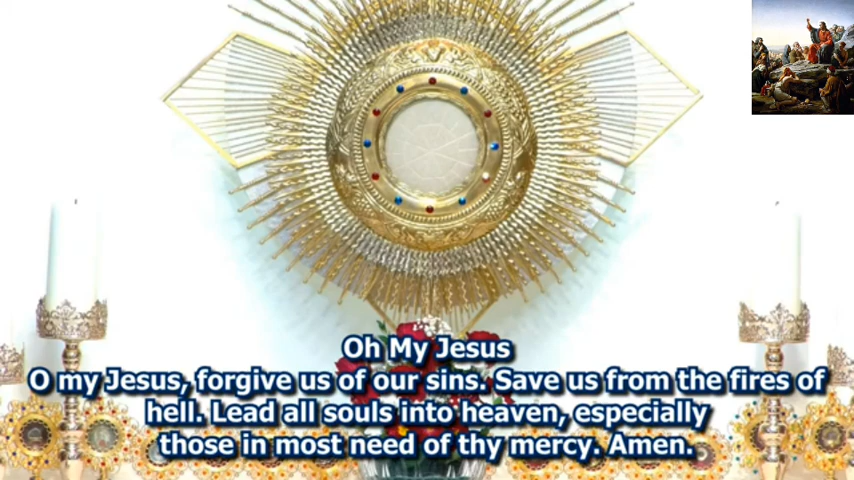 Oh My Jesus
O my Jesus, forgive us of our sins. Save us from the fires of
hell. Lead all souls into heaven, especially
those in most need of thy mercy. Amen.